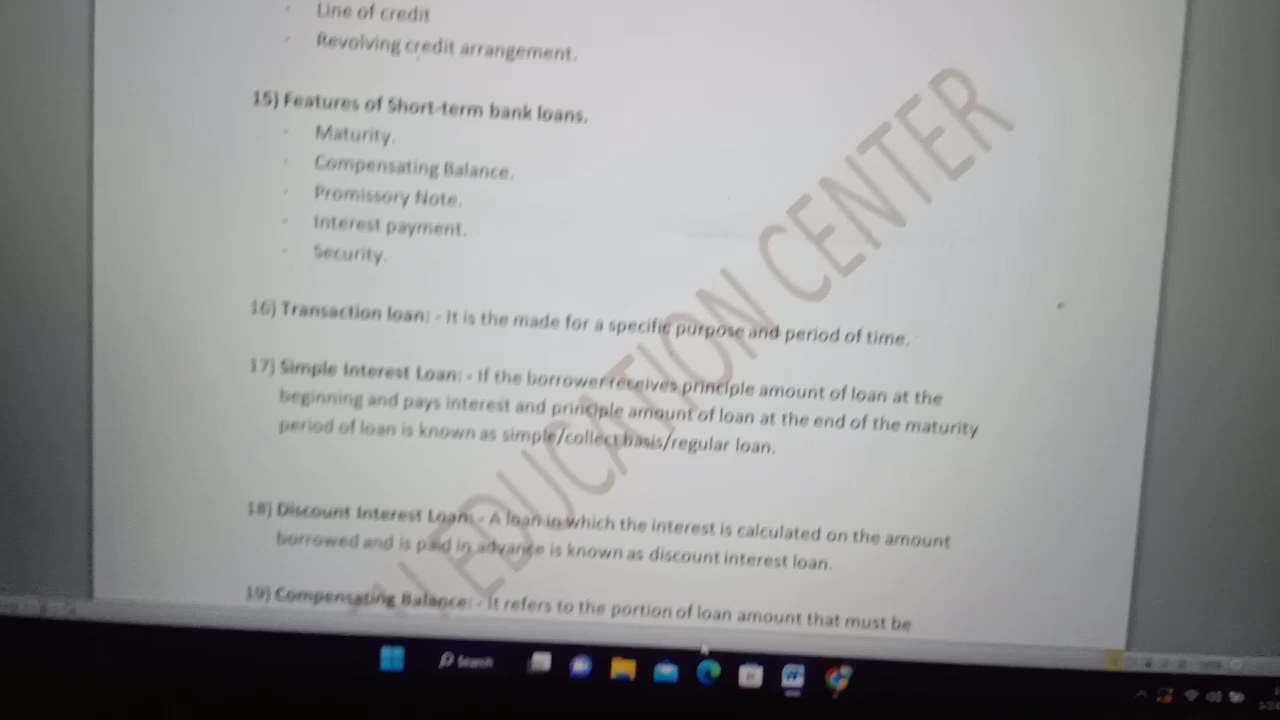 - Line of credit
- Revolving credit arrangement.
15) Features of Short-term bank loans.
- Maturity.
- Compensating Balance.
- Promissory Note.
- Interest payment.
- Security.
16) Transaction loan: - It is the made for a specific purpose and period of time.
17) Simple Interest Loan: - If the borrower receives principle amount of loan at the
beginning and pays interest and principle amount of loan at the end of the maturity
period of loan is known as simple/collect basis/regular loan.
18) Discount Interest Loan: - A loan in which the interest is calculated on the amount
borrowed and is paid in advance is known as discount interest loan.
19) Compensating Balance: - It refers to the portion of loan amount that must be
EDUCATION CENTER
Search